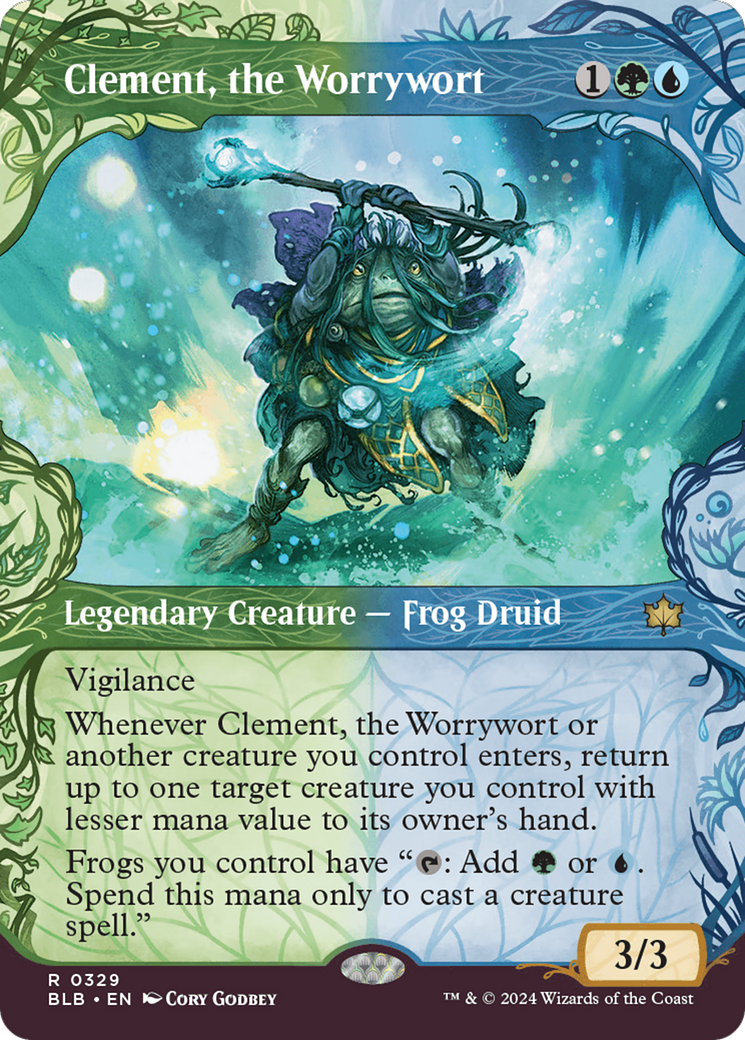 Clement, the Worrywort 1
Legendary Creature — Frog Druid
Vigilance
Whenever Clement, the Worrywort or
another creature you control enters, return
up to one target creature you control with
lesser mana value to its owner's hand.
Frogs you control have “: Add or .
Spend this mana only to cast a creature
spell.”
3/3
R 0329
BLB • EN Cory Godbey
™ & © 2024 Wizards of the Coast